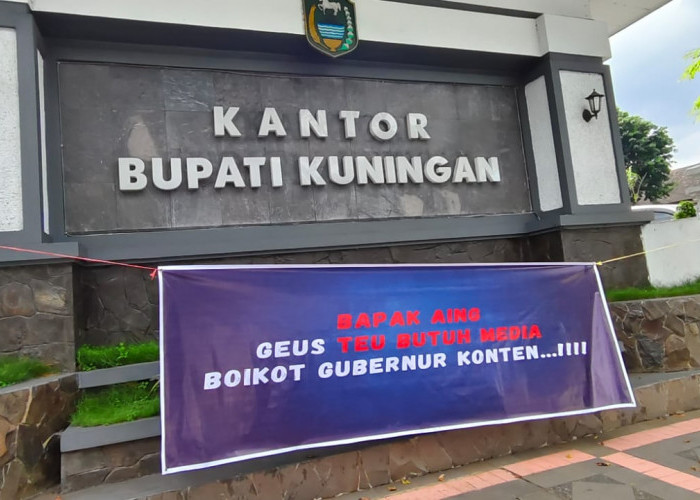 KANTOR
BUPATI KUNINGAN
BAPAK AING
GEUS TEU BUTUH MEDIA
BOIKOT GUBERNUR KONTEN...!!!!